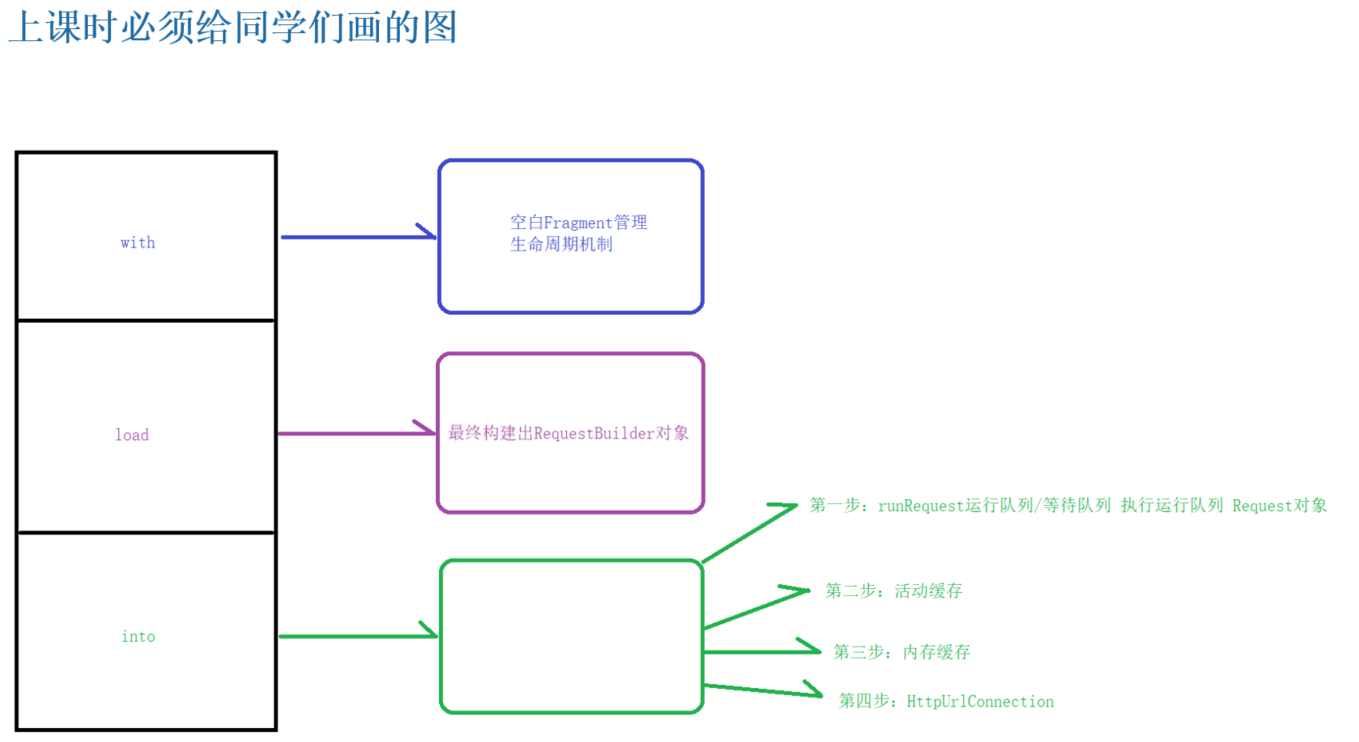 上课时必须给同学们画的图
with
空白Fragment管理
生命周期机制
load
最终构建出RequestBuilder对象
into
第一步：runRequest运行队列/等待队列 执行运行队列 Request对象
第二步：活动缓存
第三步：内存缓存
第四步：HttpUrlConnection